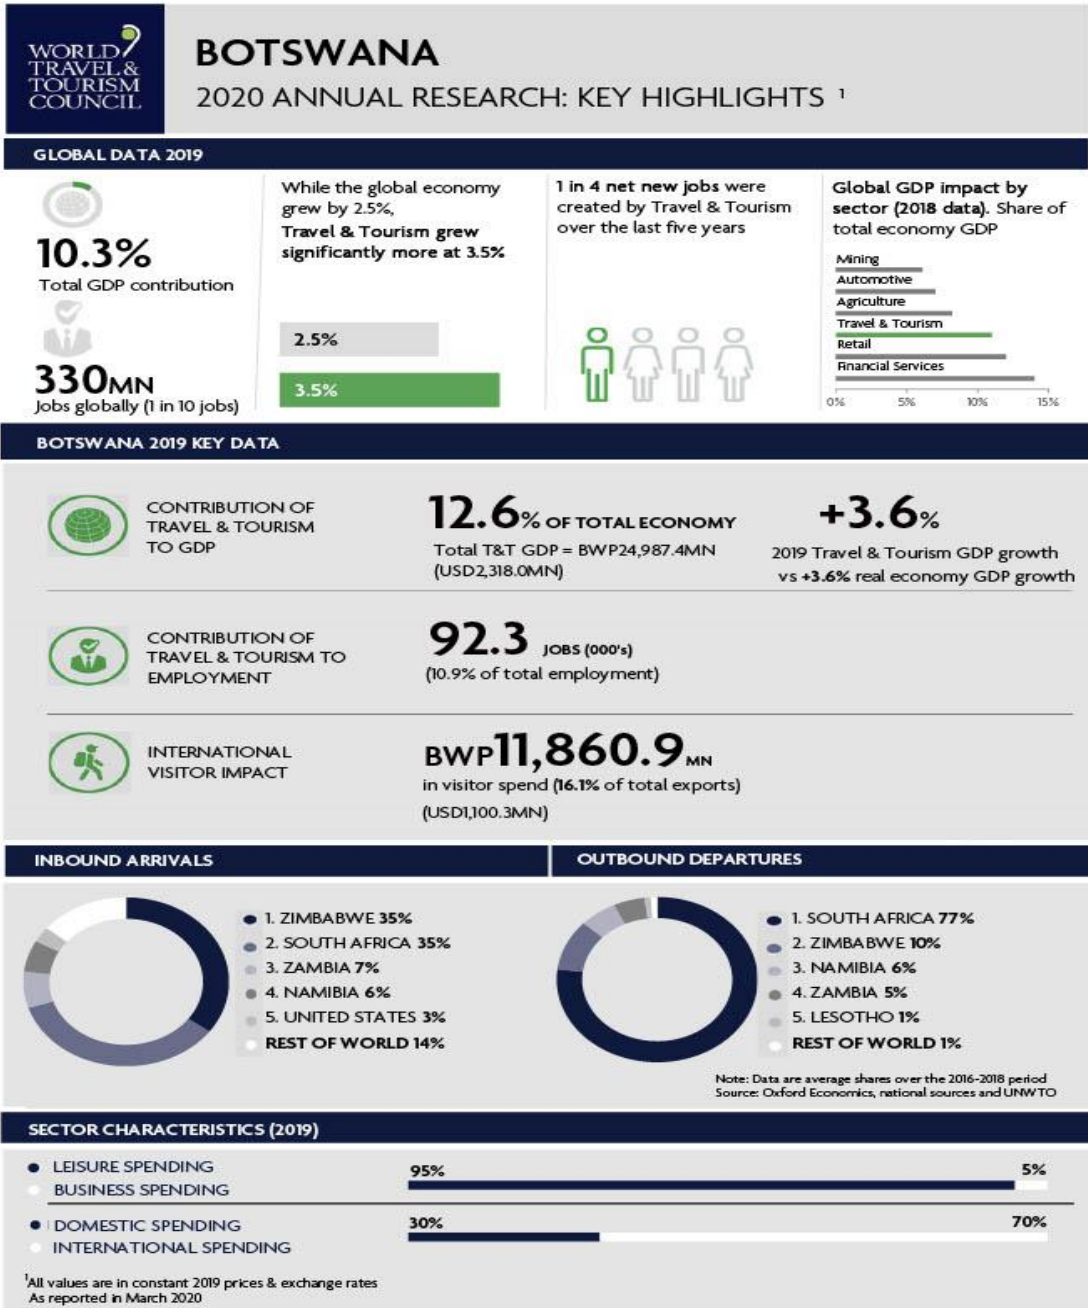 WORLD
TRAVEL &
TOURISM
COUNCIL
BOTSWANA
2020 ANNUAL RESEARCH: KEY HIGHLIGHTS ¹
GLOBAL DATA 2019
10.3%
Total GDP contribution
330MN
Jobs globally (1 in 10 jobs)
While the global economy
grew by 2.5%,
Travel & Tourism grew
significantly more at 3.5%
2.5%
3.5%
1 in 4 net new jobs were
created by Travel & Tourism
over the last five years
Global GDP impact by
sector (2018 data). Share of
total economy GDP
Mining
Automotive
Agriculture
Travel & Tourism
Retail
Financial Services
0% 5% 10% 15%
BOTSWANA 2019 KEY DATA
CONTRIBUTION OF
TRAVEL & TOURISM
TO GDP
12.6% OF TOTAL ECONOMY
Total T&T GDP = BWP24,987.4MN
(USD2,318.0MN)
+3.6%
2019 Travel & Tourism GDP growth
vs +3.6% real economy GDP growth
CONTRIBUTION OF
TRAVEL & TOURISM TO
EMPLOYMENT
92.3 JOBS (000's)
(10.9% of total employment)
INTERNATIONAL
VISITOR IMPACT
BWP11,860.9MN
in visitor spend (16.1% of total exports)
(USD1,100.3MN)
INBOUND ARRIVALS
1. ZIMBABWE 35%
2. SOUTH AFRICA 35%
3. ZAMBIA 7%
4. NAMIBIA 6%
5. UNITED STATES 3%
REST OF WORLD 14%
OUTBOUND DEPARTURES
1. SOUTH AFRICA 77%
2. ZIMBABWE 10%
3. NAMIBIA 6%
4. ZAMBIA 5%
5. LESOTHO 1%
REST OF WORLD 1%
Note: Data are average shares over the 2016-2018 period
Source: Oxford Economics, national sources and UNWTO
SECTOR CHARACTERISTICS (2019)
LEISURE SPENDING
BUSINESS SPENDING
95% 5%
DOMESTIC SPENDING
INTERNATIONAL SPENDING
30% 70%
¹All values are in constant 2019 prices & exchange rates
As reported in March 2020